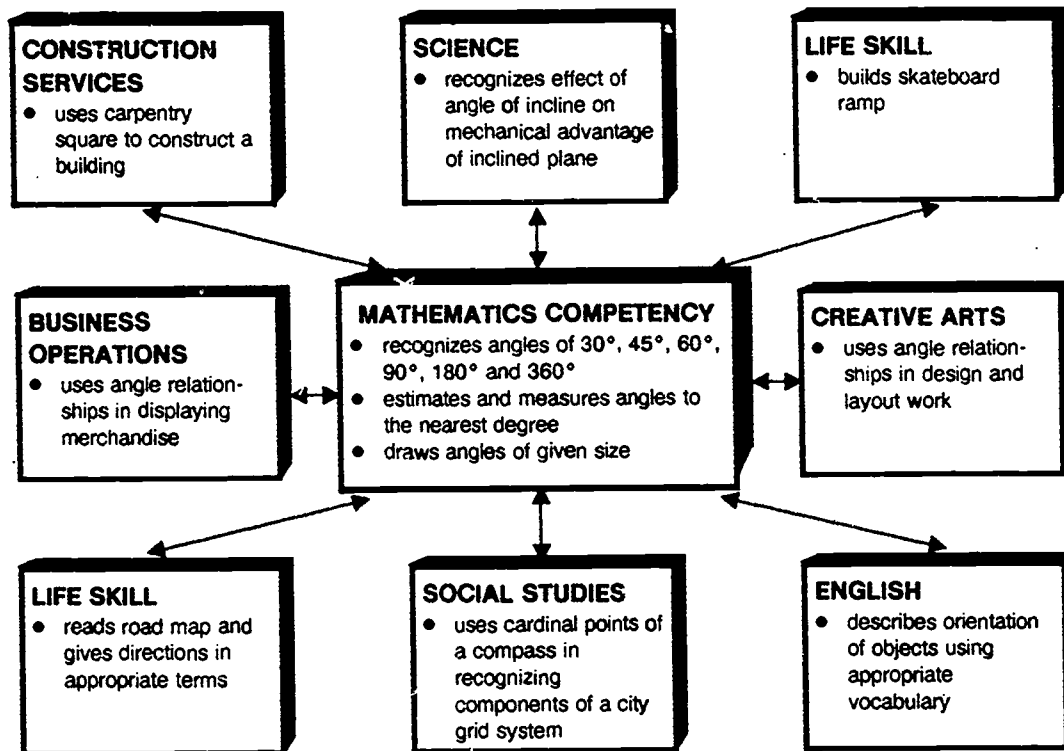 CONSTRUCTION
SERVICES
● uses carpentry
square to construct a
building
SCIENCE
● recognizes effect of
angle of incline on
mechanical advantage
of inclined plane
LIFE SKILL
● builds skateboard
ramp
BUSINESS
OPERATIONS
● uses angle relation-
ships in displaying
merchandise
MATHEMATICS COMPETENCY
● recognizes angles of 30°, 45°, 60°,
90°, 180° and 360°
● estimates and measures angles to
the nearest degree
● draws angles of given size
CREATIVE ARTS
● uses angle relation-
ships in design and
layout work
LIFE SKILL
● reads road map and
gives directions in
appropriate terms
SOCIAL STUDIES
● uses cardinal points of
a compass in
recognizing
components of a city
grid system
ENGLISH
● describes orientation
of objects using
appropriate
vocabulary